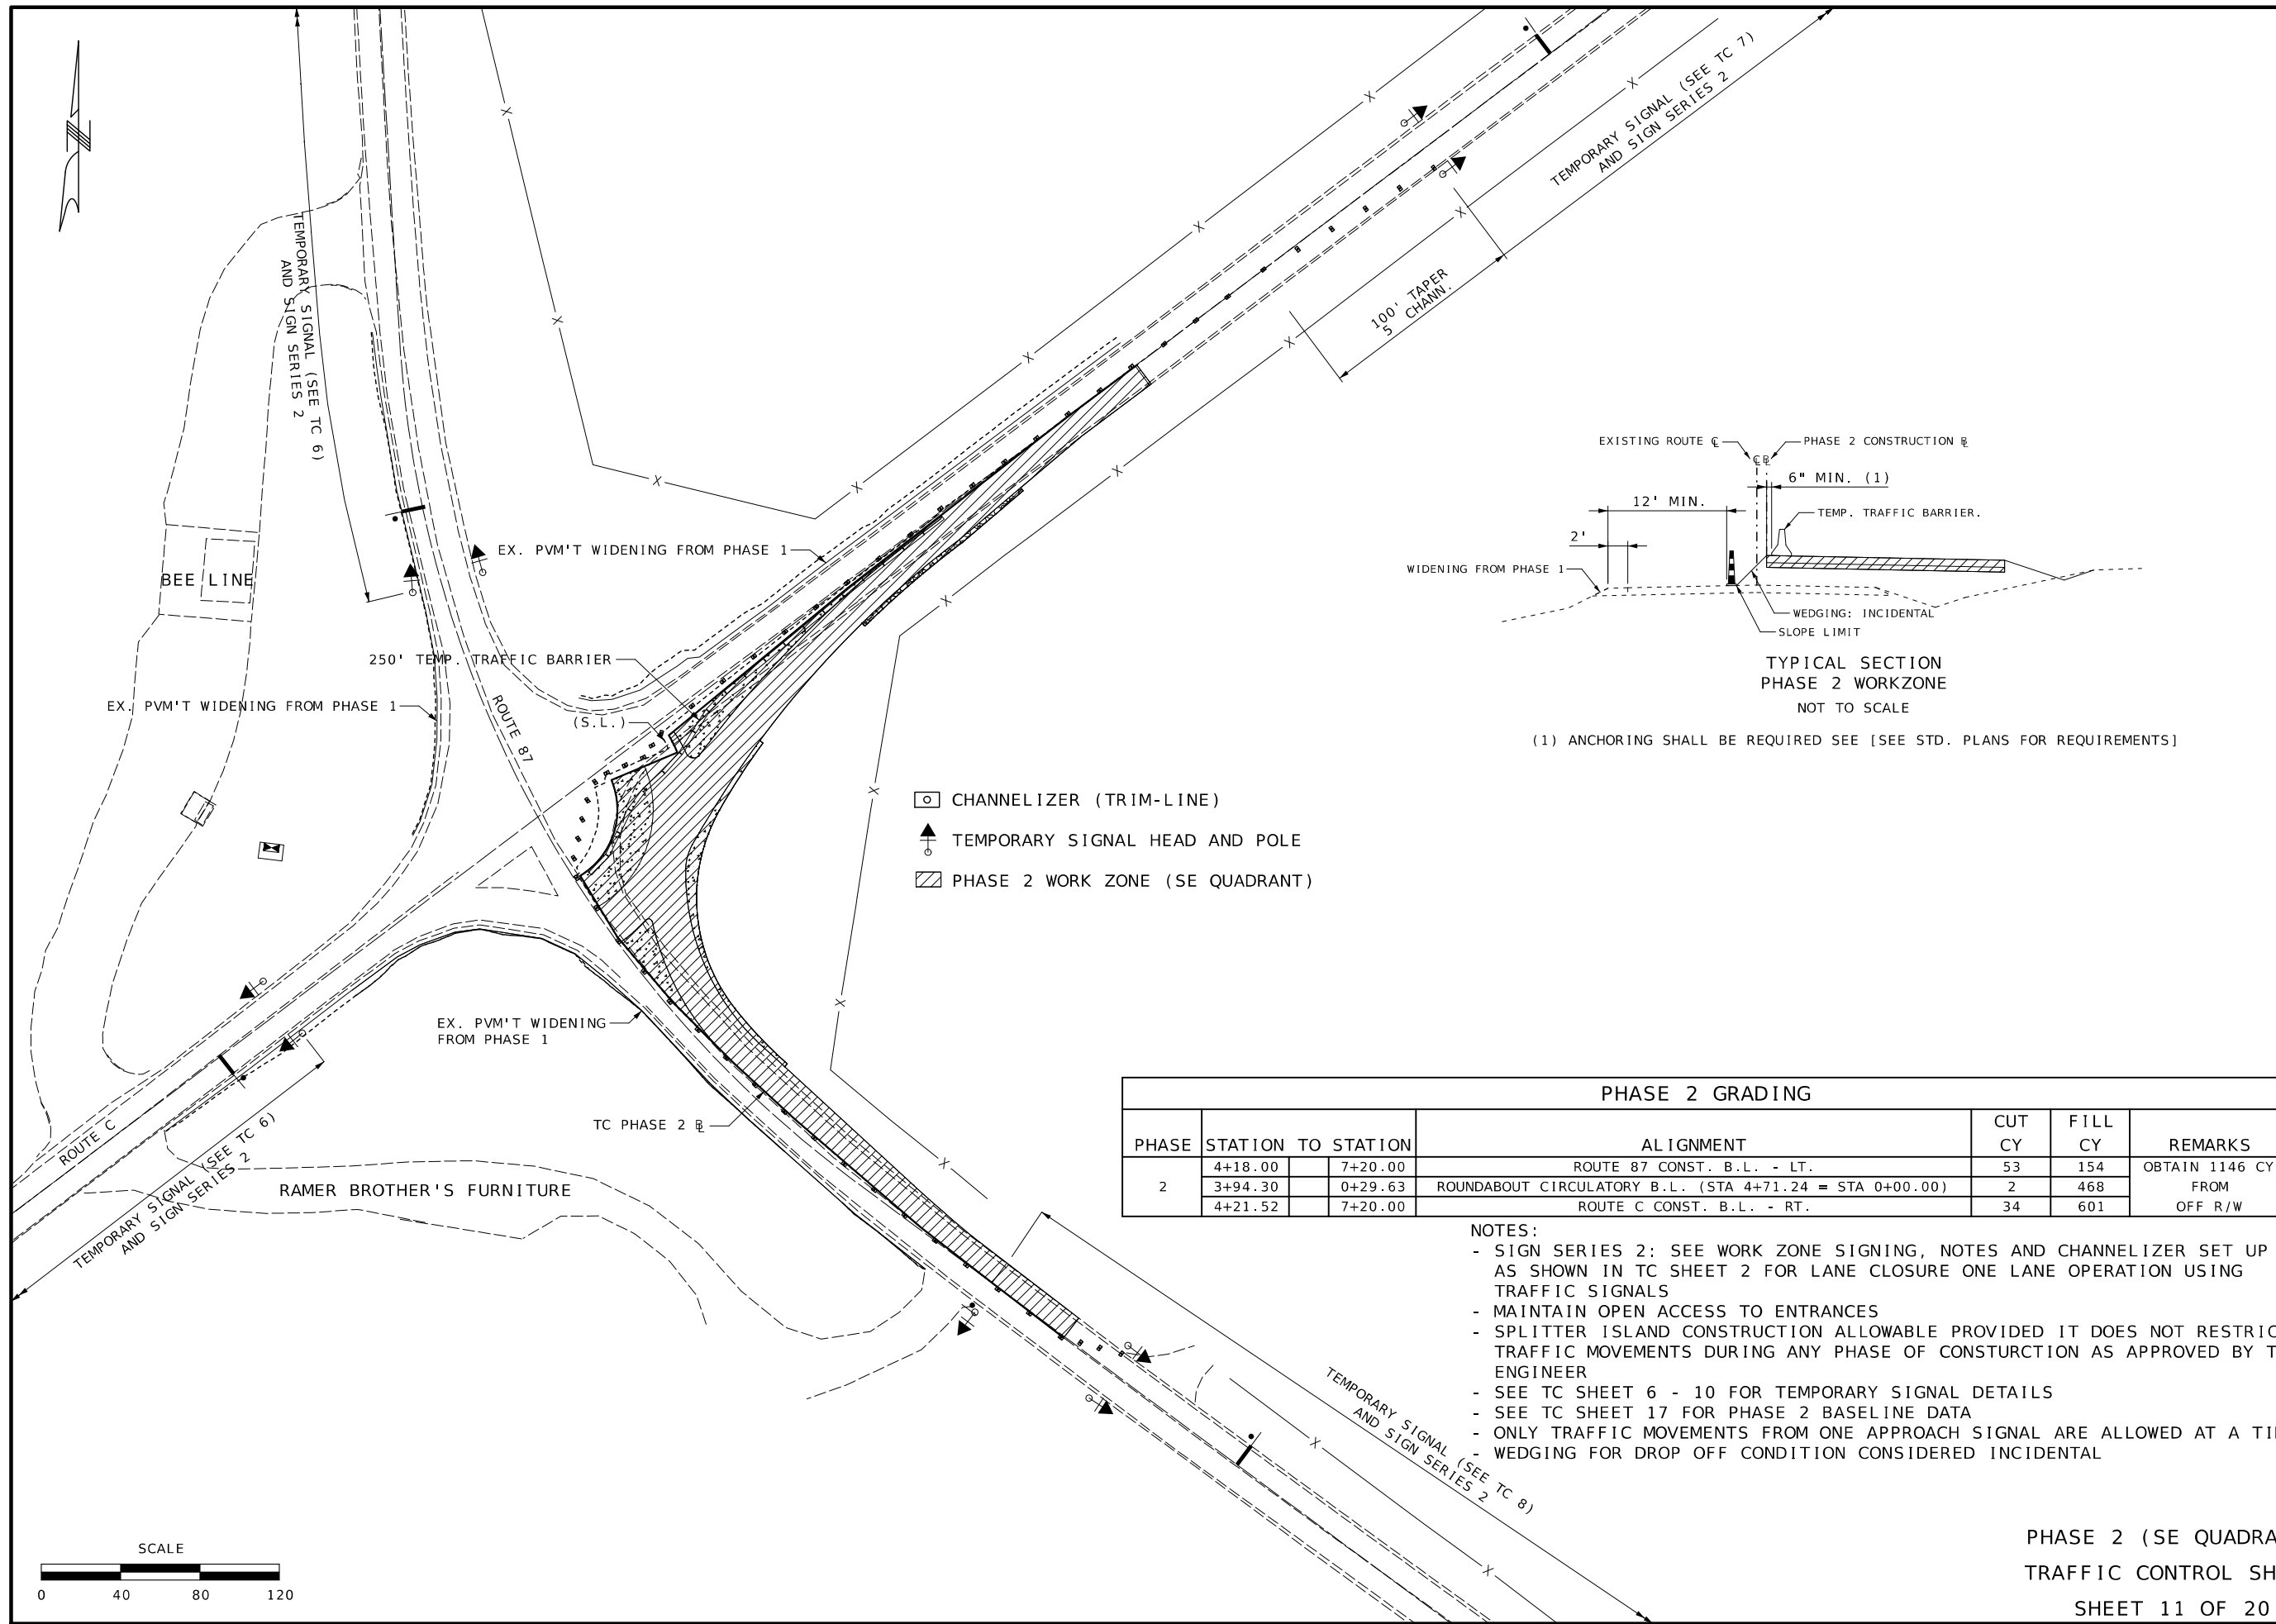 TEMPORARY SIGNAL (SEE TC 7)
AND SIGN SERIES 2
100' TAPER
5 CHANN.
TEMPORARY SIGNAL (SEE TC 6)
AND SIGN SERIES 2
EXISTING ROUTE ℄
PHASE 2 CONSTRUCTION B̲L
℄
6" MIN. (1)
12' MIN.
TEMP. TRAFFIC BARRIER.
2'
WIDENING FROM PHASE 1
WEDGING: INCIDENTAL
SLOPE LIMIT
TYPICAL SECTION
PHASE 2 WORKZONE
NOT TO SCALE
(1) ANCHORING SHALL BE REQUIRED SEE [SEE STD. PLANS FOR REQUIREMENTS]
EX. PVM'T WIDENING FROM PHASE 1
BEE LINE
250' TEMP. TRAFFIC BARRIER
EX. PVM'T WIDENING FROM PHASE 1
ROUTE 87
(S.L.)
CHANNELIZER (TRIM-LINE)
TEMPORARY SIGNAL HEAD AND POLE
PHASE 2 WORK ZONE (SE QUADRANT)
EX. PVM'T WIDENING
FROM PHASE 1
TC PHASE 2 BL
ROUTE C
TEMPORARY SIGNAL (SEE TC 6)
AND SIGN SERIES 2
RAMER BROTHER'S FURNITURE
PHASE 2 GRADING
PHASE STATION TO STATION ALIGNMENT CUT CY FILL CY REMARKS
2
4+18.00 7+20.00 ROUTE 87 CONST. B.L. - LT. 53 154 OBTAIN 1146 CY
3+94.30 0+29.63 ROUNDABOUT CIRCULATORY B.L. (STA 4+71.24 = STA 0+00.00) 2 468 FROM
4+21.52 7+20.00 ROUTE C CONST. B.L. - RT. 34 601 OFF R/W
NOTES:
- SIGN SERIES 2: SEE WORK ZONE SIGNING, NOTES AND CHANNELIZER SET UP
AS SHOWN IN TC SHEET 2 FOR LANE CLOSURE ONE LANE OPERATION USING
TRAFFIC SIGNALS
- MAINTAIN OPEN ACCESS TO ENTRANCES
- SPLITTER ISLAND CONSTRUCTION ALLOWABLE PROVIDED IT DOES NOT RESTRIC
TRAFFIC MOVEMENTS DURING ANY PHASE OF CONSTURCTION AS APPROVED BY T
ENGINEER
- SEE TC SHEET 6 - 10 FOR TEMPORARY SIGNAL DETAILS
- SEE TC SHEET 17 FOR PHASE 2 BASELINE DATA
- ONLY TRAFFIC MOVEMENTS FROM ONE APPROACH SIGNAL ARE ALLOWED AT A TI
- WEDGING FOR DROP OFF CONDITION CONSIDERED INCIDENTAL
TEMPORARY SIGNAL (SEE TC 8)
AND SIGN SERIES 2
SCALE
0 40 80 120
PHASE 2 (SE QUADRA
TRAFFIC CONTROL SH
SHEET 11 OF 20